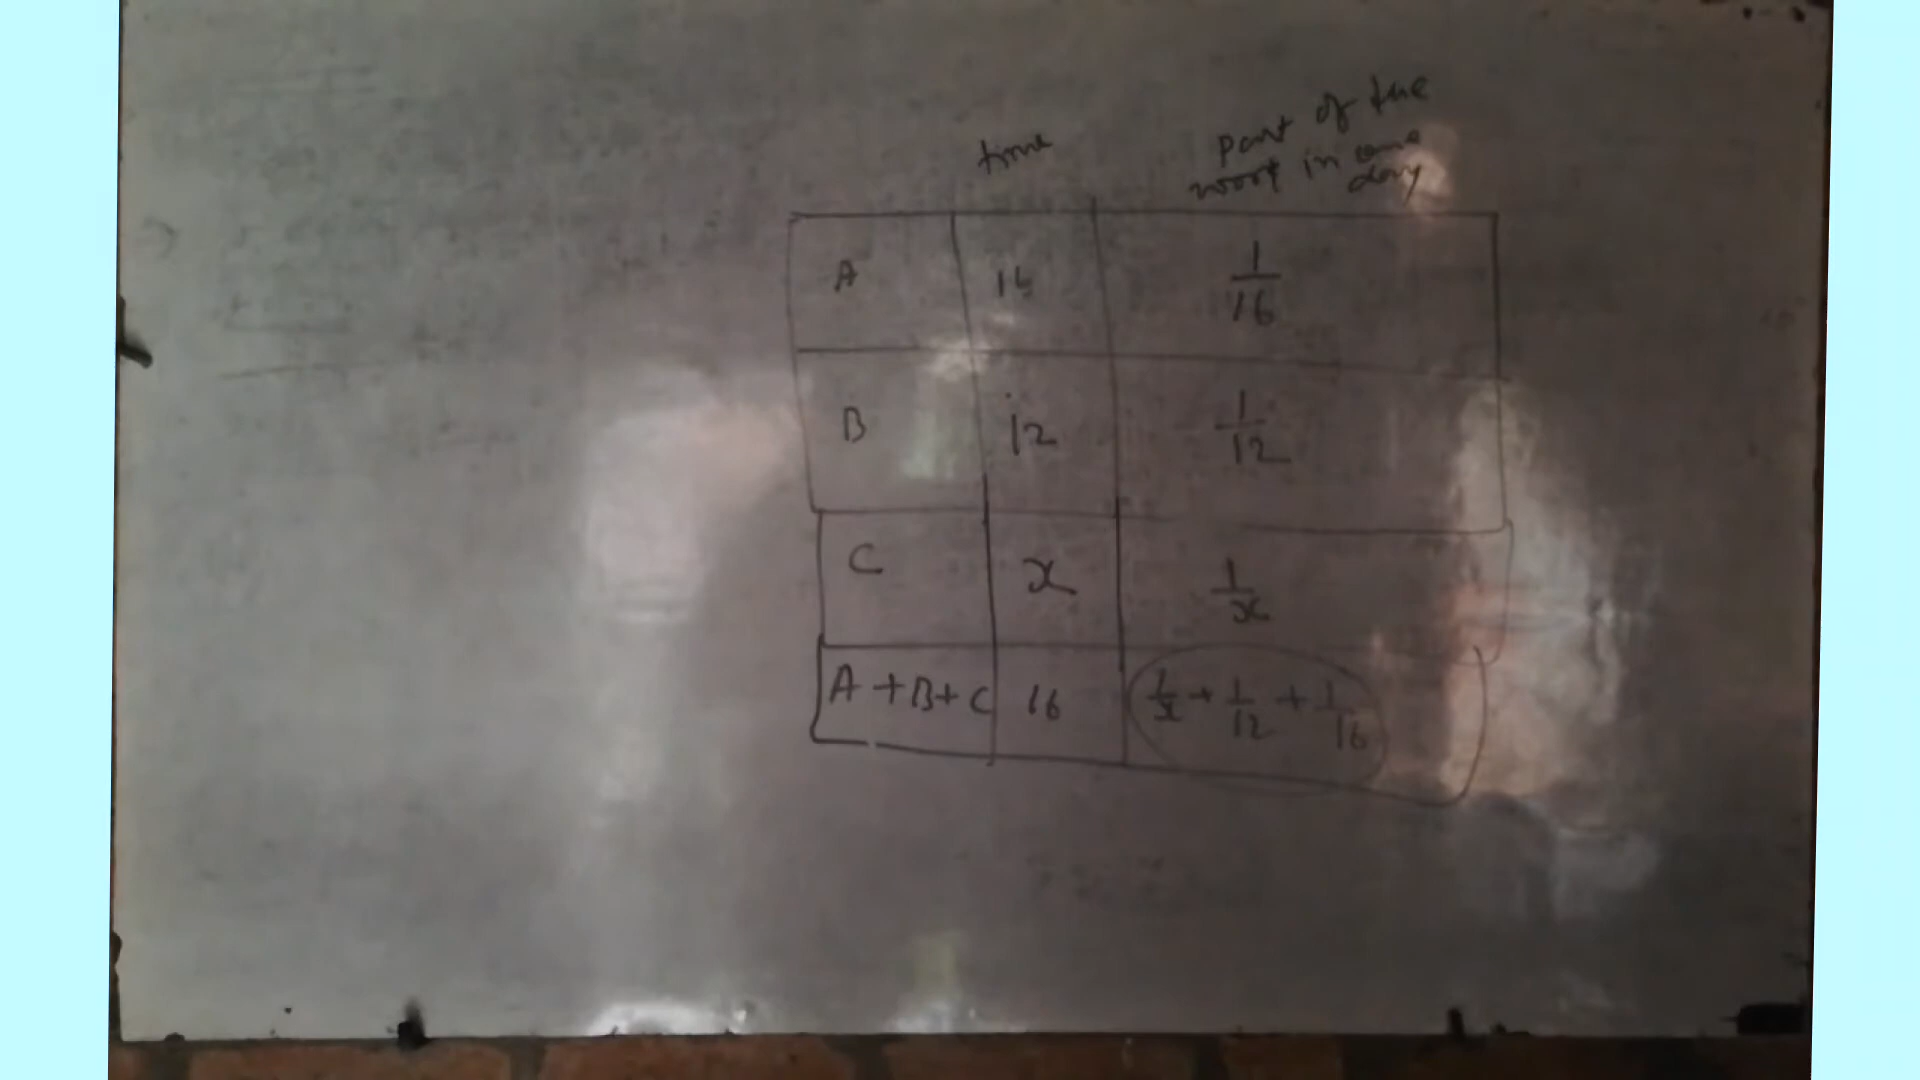 time
part of the
work in one
day
A 16 1/16
B 12 1/12
C x 1/x
A+B+C 16 1/x + 1/12 + 1/16